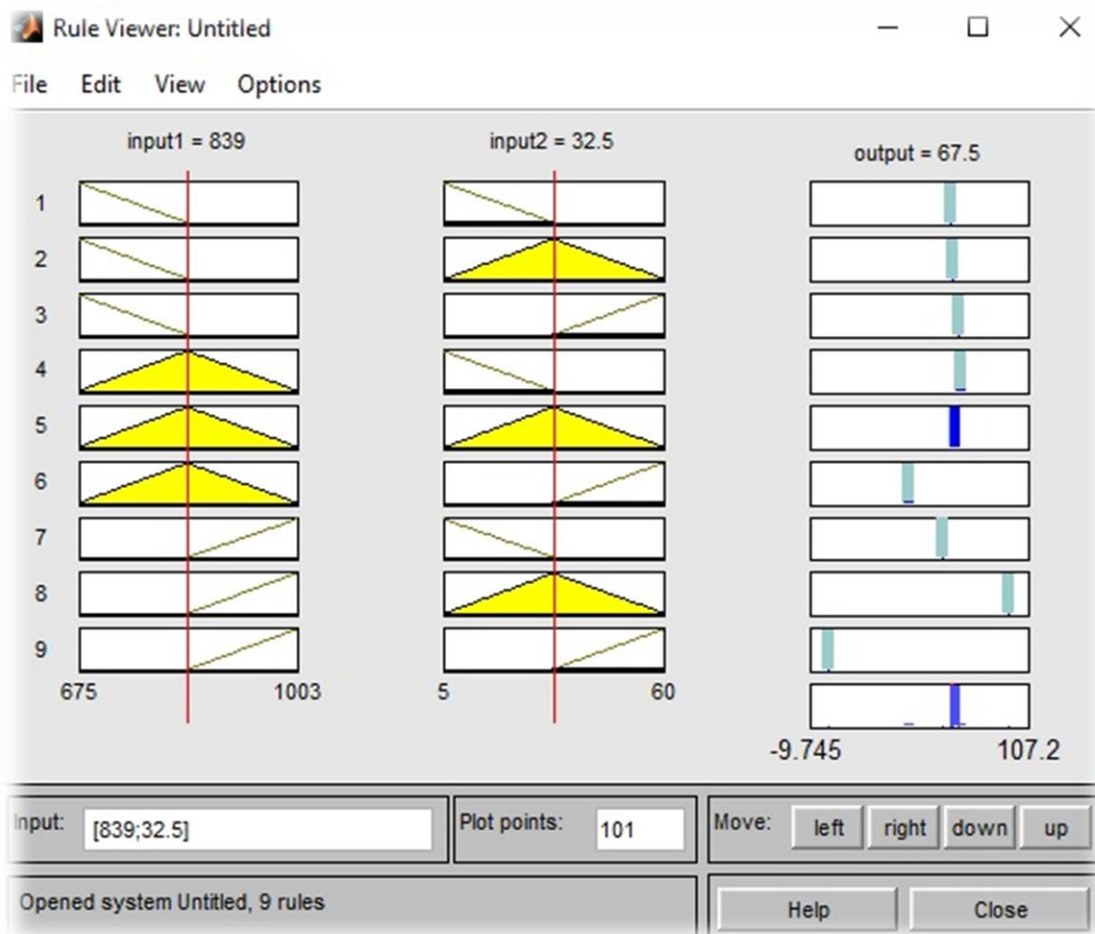 Rule Viewer: Untitled
File Edit View Options
input1 = 839
input2 = 32.5
output = 67.5
1
2
3
4
5
6
7
8
9
675 1003
5 60
-9.745 107.2
Input: [839;32.5]
Plot points: 101
Move: left right down up
Opened system Untitled, 9 rules
Help Close